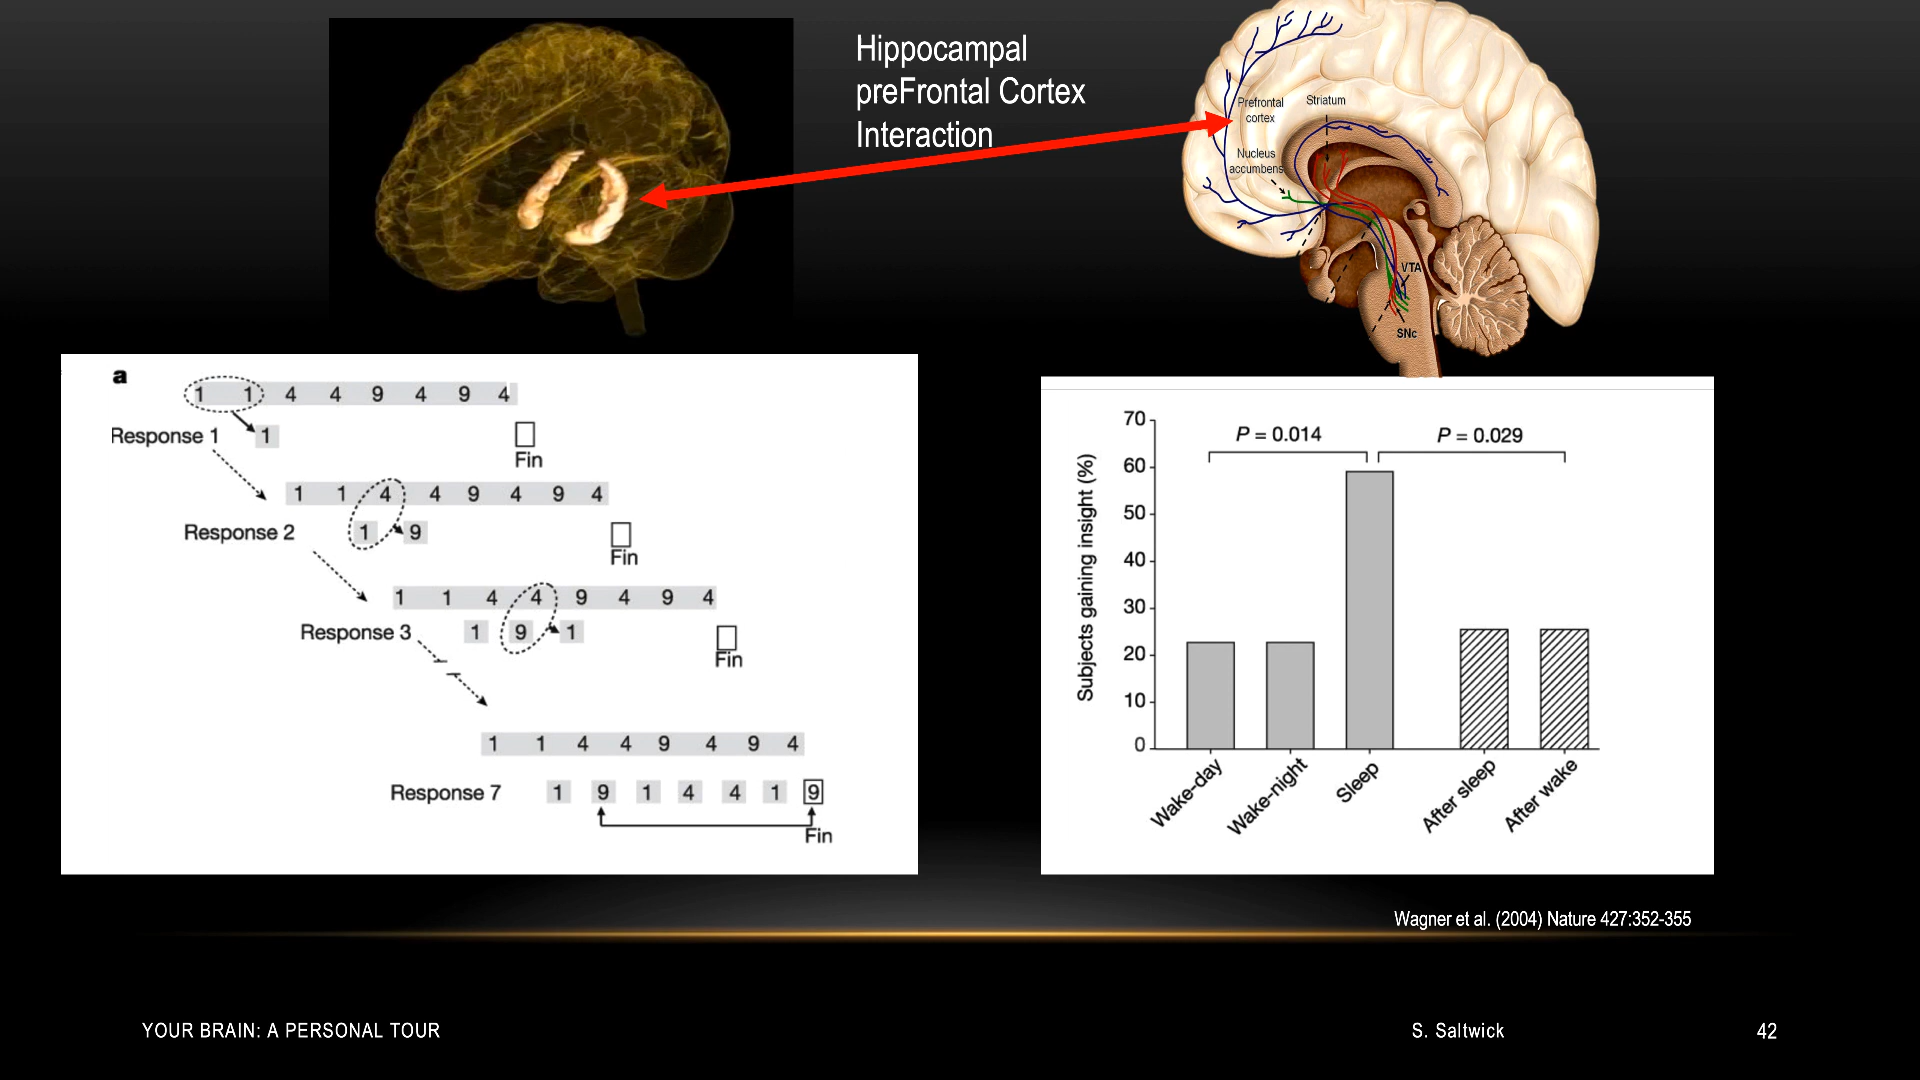 Hippocampal
preFrontal Cortex
Interaction
Prefrontal
cortex
Striatum
Nucleus
accumbens
VTA
SNc
a
1 1 4 4 9 4 9 4
Response 1 1
Fin
1 1 4 4 9 4 9 4
Response 2 1 9
Fin
1 1 4 4 9 4 9 4
Response 3 1 9 1
Fin
1 1 4 4 9 4 9 4
Response 7 1 9 1 4 4 1 9
Fin
Subjects gaining insight (%)
70
60
50
40
30
20
10
0
P = 0.014
P = 0.029
Wake-day
Wake-night
Sleep
After sleep
After wake
Wagner et al. (2004) Nature 427:352-355
YOUR BRAIN: A PERSONAL TOUR
S. Saltwick
42